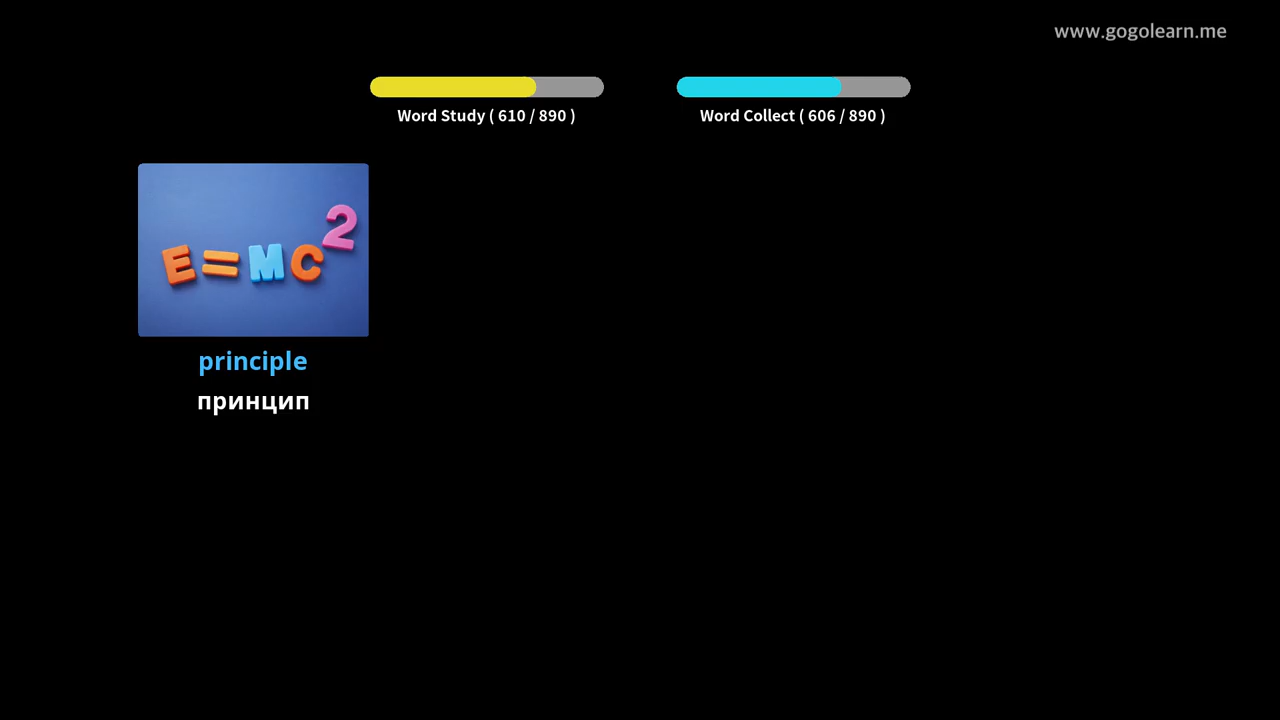 www.gogolearn.me
Word Study ( 610 / 890 )
Word Collect ( 606 / 890 )
E=MC²
principle
принцип